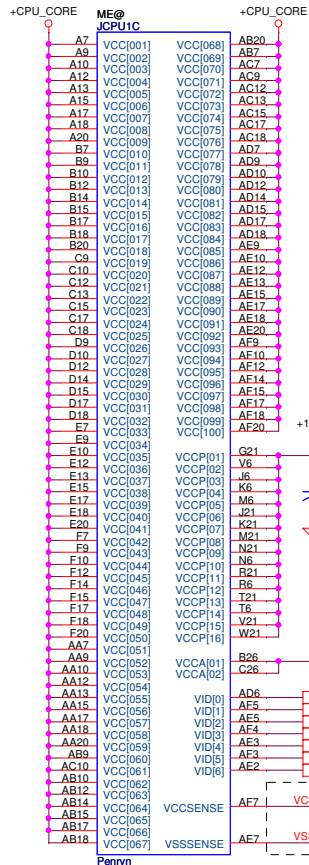 +CPU_CORE ME@ +CPU_CORE
JCPU1C
A7 VCC[001] VCC[068] AB20
A9 VCC[002] VCC[069] AB7
A10 VCC[003] VCC[070] AC7
A12 VCC[004] VCC[071] AC9
A13 VCC[005] VCC[072] AC12
A15 VCC[006] VCC[073] AC13
A17 VCC[007] VCC[074] AC15
A18 VCC[008] VCC[075] AC17
A20 VCC[009] VCC[076] AC18
B7 VCC[010] VCC[077] AD7
B9 VCC[011] VCC[078] AD9
B10 VCC[012] VCC[079] AD10
B12 VCC[013] VCC[080] AD12
B14 VCC[014] VCC[081] AD14
B15 VCC[015] VCC[082] AD15
B17 VCC[016] VCC[083] AD17
B18 VCC[017] VCC[084] AD18
B20 VCC[018] VCC[085] AE9
C9 VCC[019] VCC[086] AE10
C10 VCC[020] VCC[087] AE12
C12 VCC[021] VCC[088] AE13
C13 VCC[022] VCC[089] AE15
C15 VCC[023] VCC[090] AE17
C17 VCC[024] VCC[091] AE18
C18 VCC[025] VCC[092] AE20
D9 VCC[026] VCC[093] AF9
D10 VCC[027] VCC[094] AF10
D12 VCC[028] VCC[095] AF12
D14 VCC[029] VCC[096] AF14
D15 VCC[030] VCC[097] AF15
D17 VCC[031] VCC[098] AF17
D18 VCC[032] VCC[099] AF18
E7 VCC[033] VCC[100] AF20 +1
E9 VCC[034]
E10 VCC[035] VCCP[01] G21
E12 VCC[036] VCCP[02] V6
E13 VCC[037] VCCP[03] J6
E15 VCC[038] VCCP[04] K6
E17 VCC[039] VCCP[05] M6
E18 VCC[040] VCCP[06] J21
E20 VCC[041] VCCP[07] K21
F7 VCC[042] VCCP[08] M21
F9 VCC[043] VCCP[09] N21
F10 VCC[044] VCCP[10] N6
F12 VCC[045] VCCP[11] R21
F14 VCC[046] VCCP[12] R6
F15 VCC[047] VCCP[13] T21
F17 VCC[048] VCCP[14] T6
F18 VCC[049] VCCP[15] V21
F20 VCC[050] VCCP[16] W21
AA7 VCC[051]
AA9 VCC[052] VCCA[01] B26
AA10 VCC[053] VCCA[02] C26
AA12 VCC[054]
AA13 VCC[055] VID[0] AD6
AA15 VCC[056] VID[1] AF5
AA17 VCC[057] VID[2] AE5
AA18 VCC[058] VID[3] AF4
AA20 VCC[059] VID[4] AE3
AB9 VCC[060] VID[5] AF3
AC10 VCC[061] VID[6] AE2
AB10 VCC[062]
AB12 VCC[063]
AB14 VCC[064] VCCSENSE AF7 VC
AB15 VCC[065]
AB17 VCC[066]
AB18 VCC[067] VSSSENSE AE7 VS
Penryn